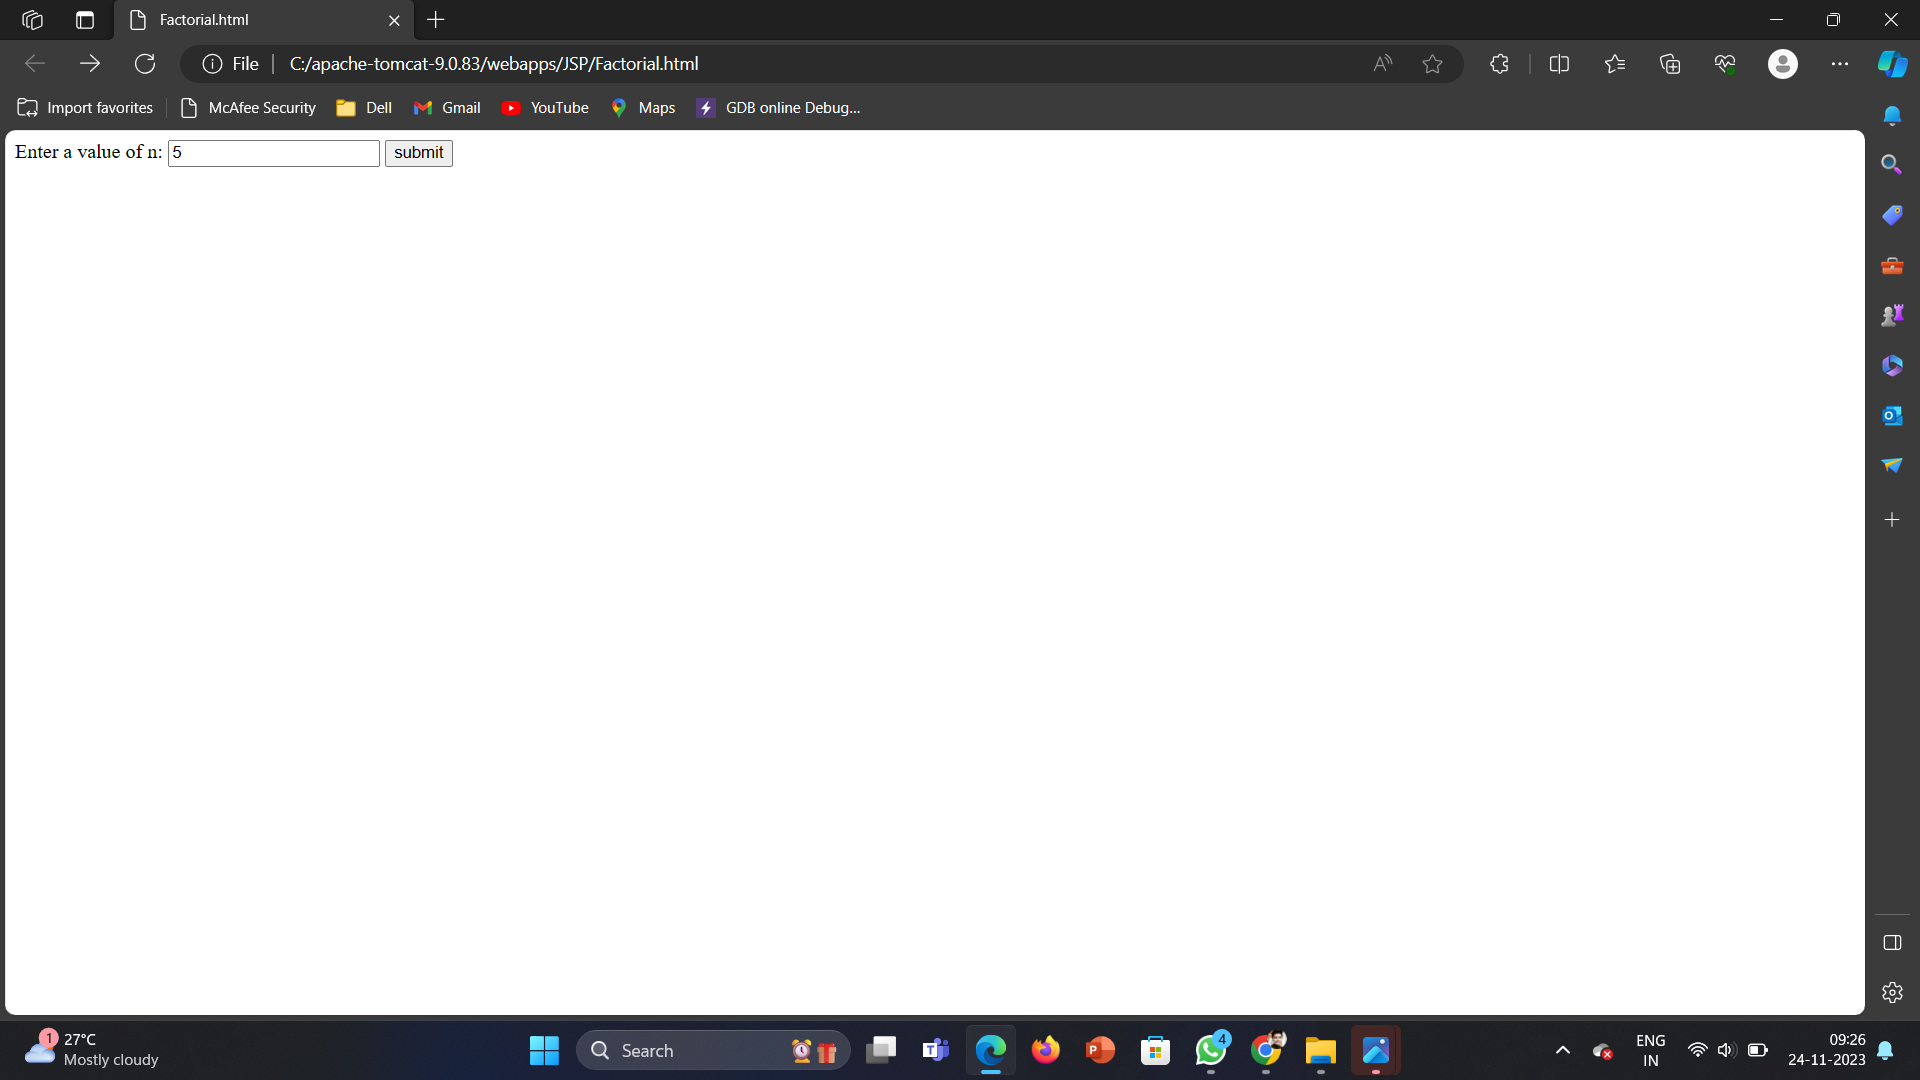 Factorial.html
File
C:/apache-tomcat-9.0.83/webapps/JSP/Factorial.html
Import favorites
McAfee Security
Dell
Gmail
YouTube
Maps
GDB online Debug...
Enter a value of n: 5 submit
1
27°C
Mostly cloudy
Search
4
ENG
IN
09:26
24-11-2023